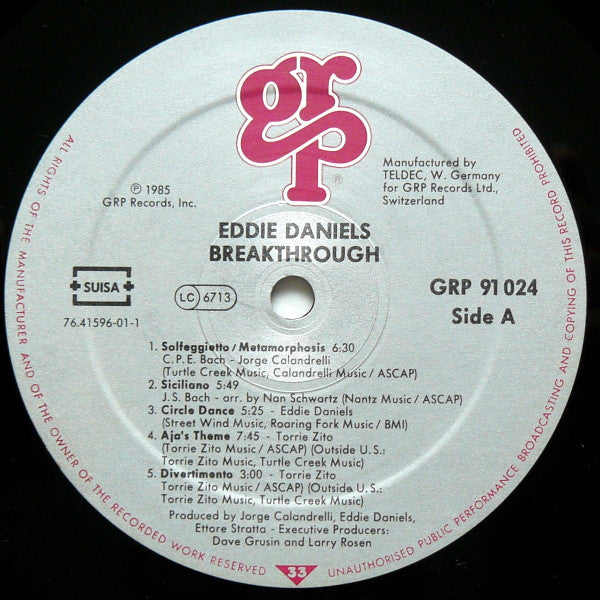 grp
®
℗ 1985
GRP Records, Inc.
Manufactured by
TELDEC, W. Germany
for GRP Records Ltd.,
Switzerland
EDDIE DANIELS
BREAKTHROUGH
SUISA
LC 6713
76.41596-01-1
GRP 91 024
Side A
1. Solfeggietto / Metamorphosis 6:30
C. P. E. Bach - Jorge Calandrelli
(Turtle Creek Music, Calandrelli Music / ASCAP)
2. Siciliano 5:49
J. S. Bach - arr. by Nan Schwartz (Nantz Music / ASCAP)
3. Circle Dance 5:25 - Eddie Daniels
(Street Wind Music, Roaring Fork Music / BMI)
4. Aja's Theme 7:45 - Torrie Zito
(Torrie Zito Music / ASCAP) (Outside U. S.:
Torrie Zito Music, Turtle Creek Music)
5. Divertimento 3:00 - Torrie Zito
(Torrie Zito Music / ASCAP) (Outside U. S.:
Torrie Zito Music, Turtle Creek Music)
Produced by Jorge Calandrelli, Eddie Daniels,
Ettore Stratta - Executive Producers:
Dave Grusin and Larry Rosen
ALL RIGHTS OF THE MANUFACTURER AND OF THE OWNER OF THE RECORDED WORK RESERVED
33
UNAUTHORISED PUBLIC PERFORMANCE BROADCASTING AND COPYING OF THIS RECORD PROHIBITED